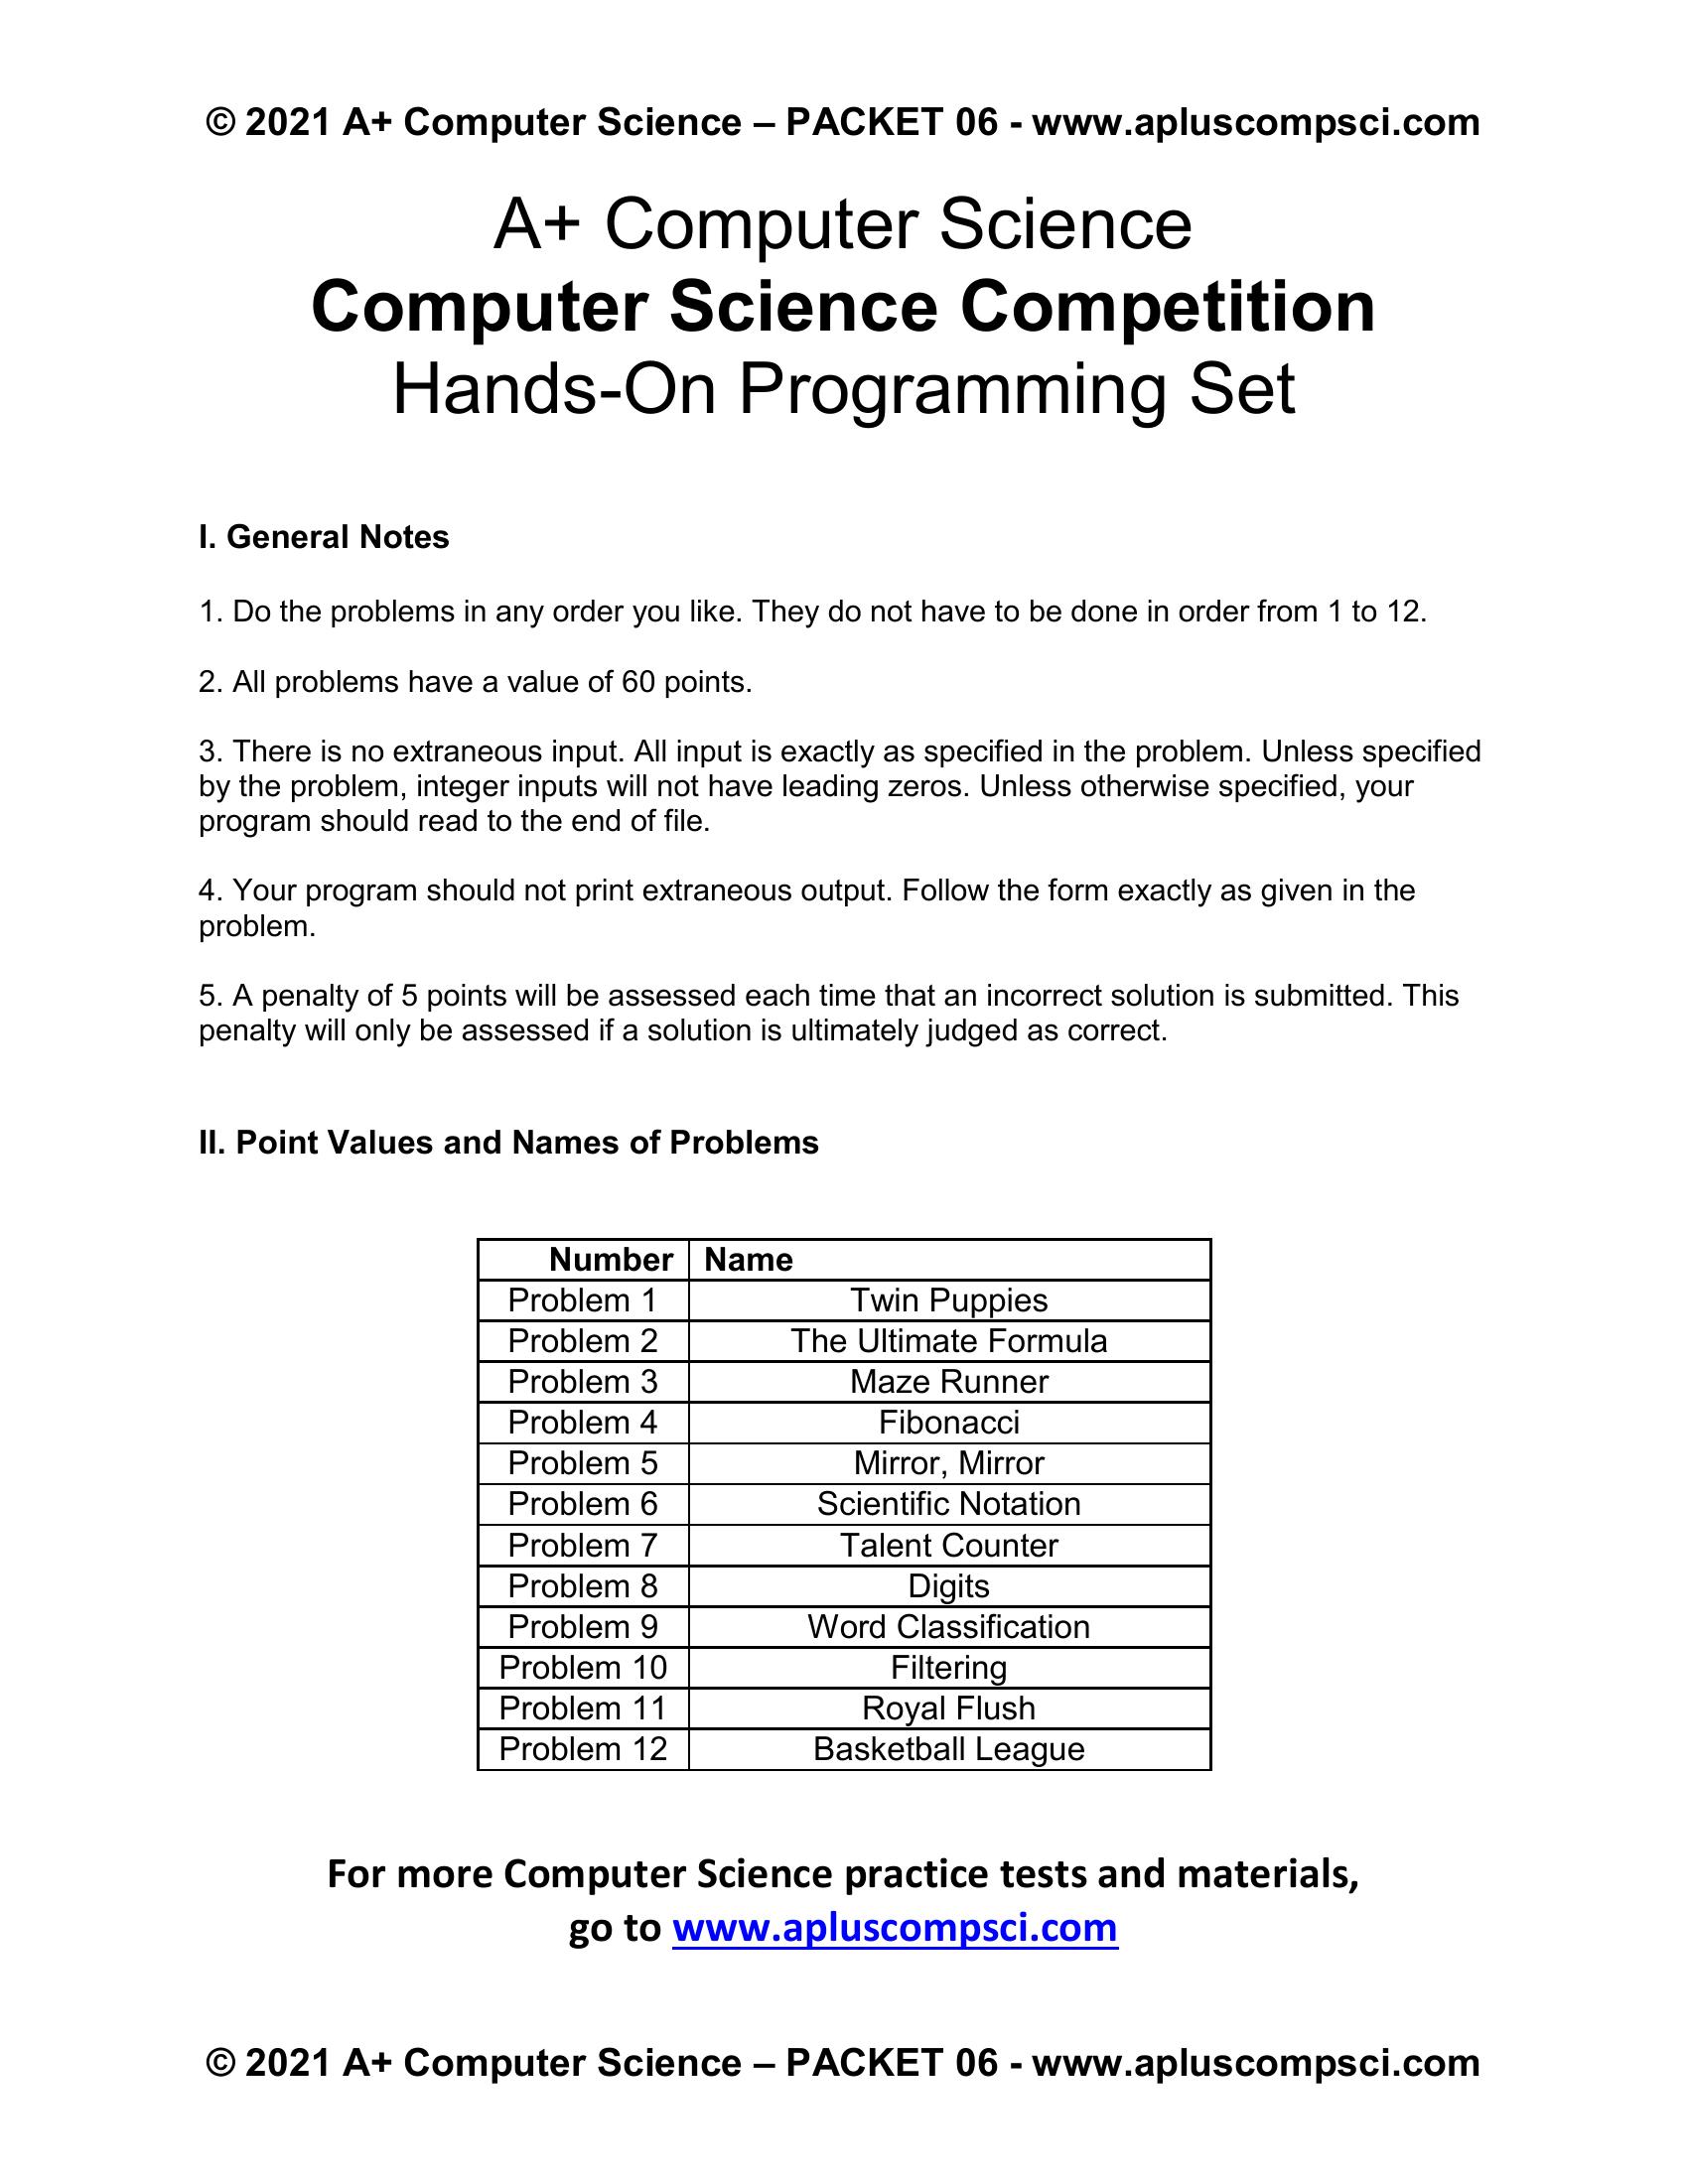 © 2021 A+ Computer Science – PACKET 06 - www.apluscompsci.com
A+ Computer Science
Computer Science Competition
Hands-On Programming Set
I. General Notes
1. Do the problems in any order you like. They do not have to be done in order from 1 to 12.
2. All problems have a value of 60 points.
3. There is no extraneous input. All input is exactly as specified in the problem. Unless specified
by the problem, integer inputs will not have leading zeros. Unless otherwise specified, your
program should read to the end of file.
4. Your program should not print extraneous output. Follow the form exactly as given in the
problem.
5. A penalty of 5 points will be assessed each time that an incorrect solution is submitted. This
penalty will only be assessed if a solution is ultimately judged as correct.
II. Point Values and Names of Problems
Number Name
Problem 1 Twin Puppies
Problem 2 The Ultimate Formula
Problem 3 Maze Runner
Problem 4 Fibonacci
Problem 5 Mirror, Mirror
Problem 6 Scientific Notation
Problem 7 Talent Counter
Problem 8 Digits
Problem 9 Word Classification
Problem 10 Filtering
Problem 11 Royal Flush
Problem 12 Basketball League
For more Computer Science practice tests and materials,
go to www.apluscompsci.com
© 2021 A+ Computer Science – PACKET 06 - www.apluscompsci.com